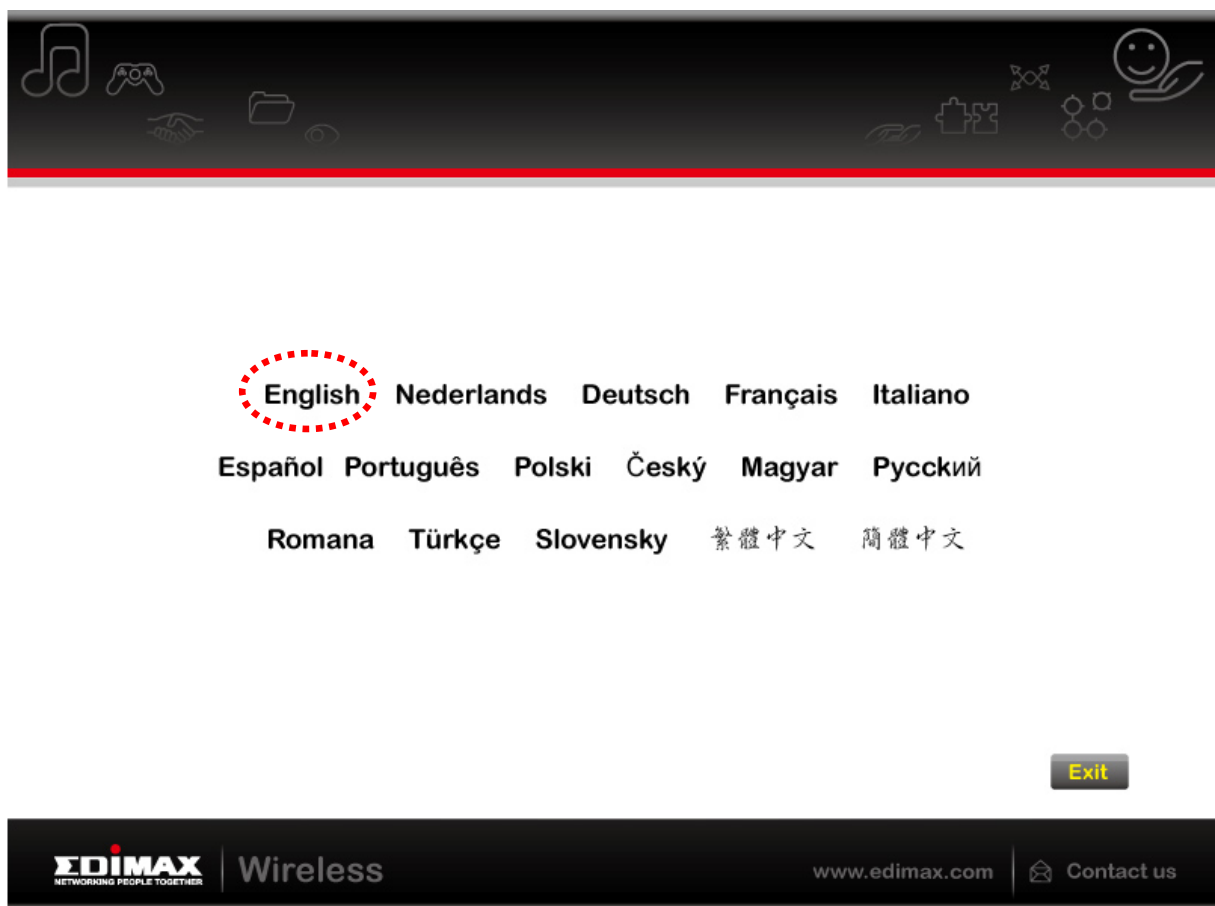 English Nederlands Deutsch Français Italiano
Español Português Polski Český Magyar Pycckий
Romana Türkçe Slovensky 繁體中文 簡體中文
Exit
EDIMAX Wireless www.edimax.com Contact us
NETWORKING PEOPLE TOGETHER